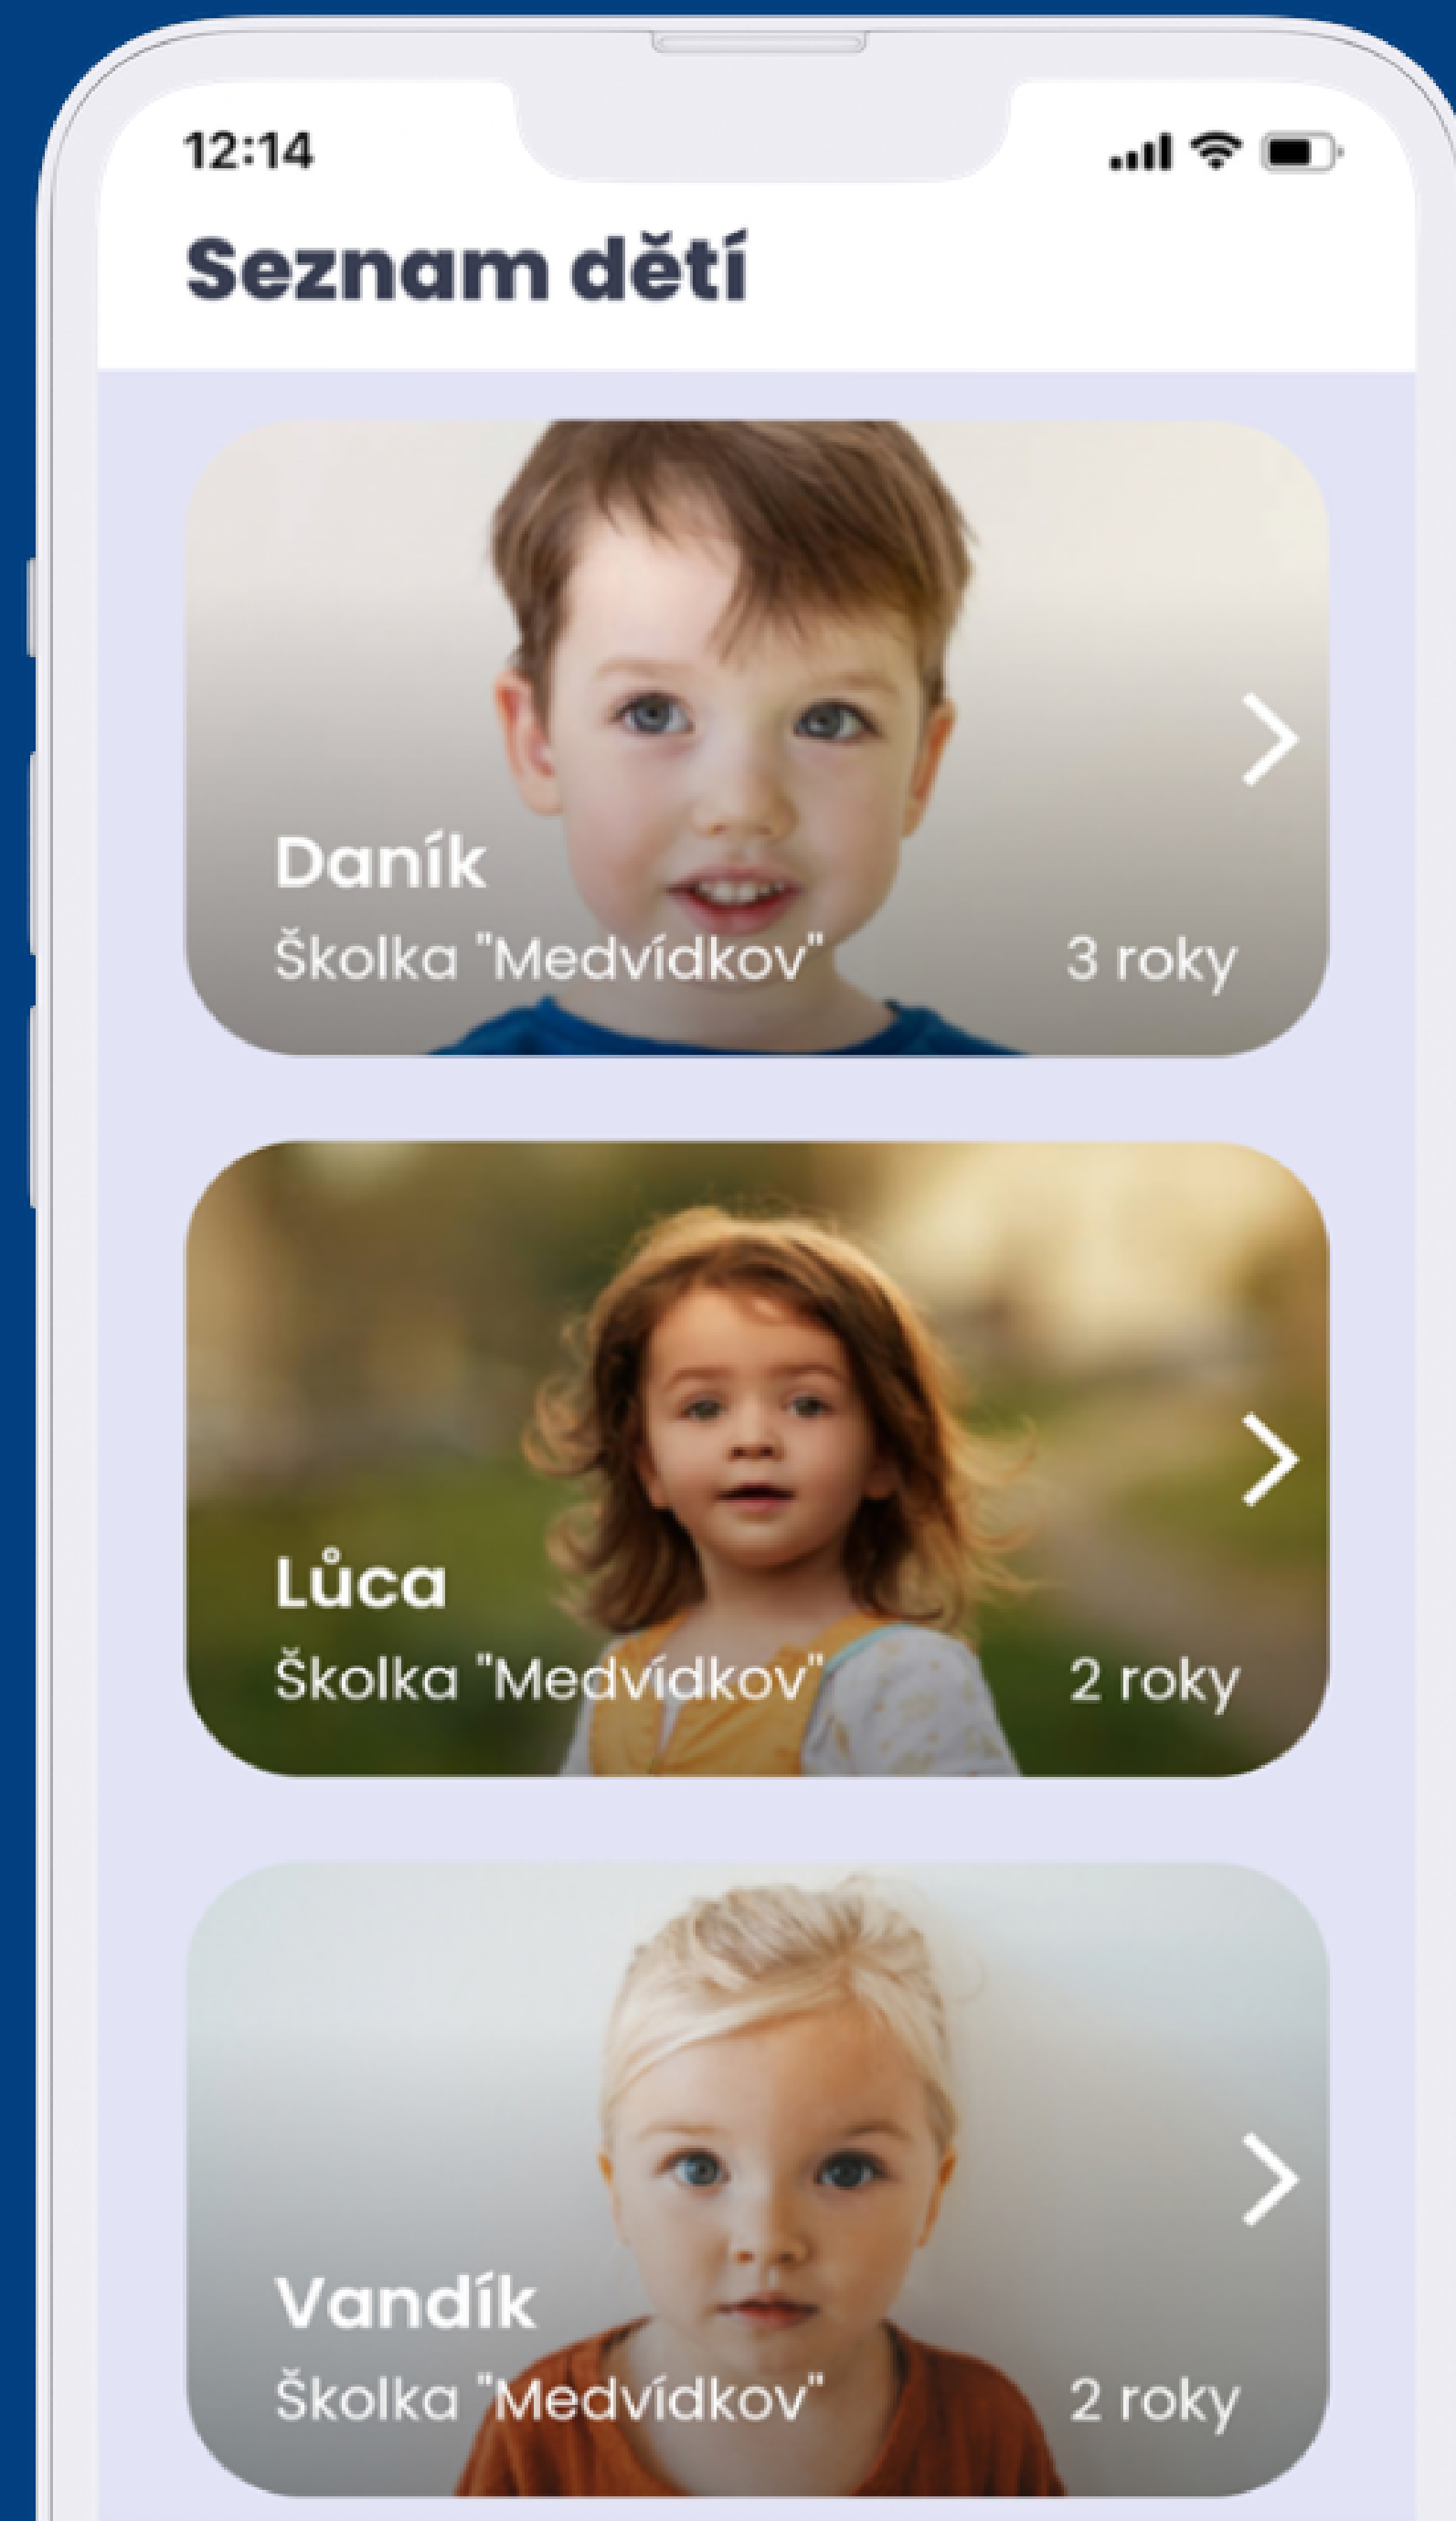 12:14
Seznam dětí
Daník
Školka "Medvídkov" 3 roky
Lůca
Školka "Medvídkov" 2 roky
Vandík
Školka "Medvídkov" 2 roky